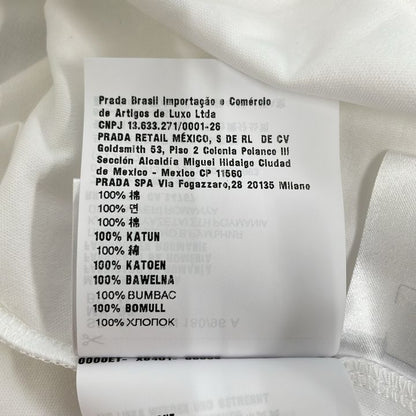 Prada Brasil Importação e Comércio
de Artigos de Luxo Ltda
CNPJ 13.633.271/0001-26
PRADA RETAIL MÉXICO, S DE RL DE CV
Goldsmith 53, Piso 2 Colonia Polanco III
Sección Alcaldía Miguel Hidalgo Ciudad
de Mexico - Mexico CP 11560
PRADA SPA Via Fogazzaro,28 20135 Milano
100% 棉
100% 면
100% 棉
100% KATUN
100% 綿
100% KATOEN
100% BAWELNA
100% BUMBAC
100% BOMULL
100% ХЛОПОК